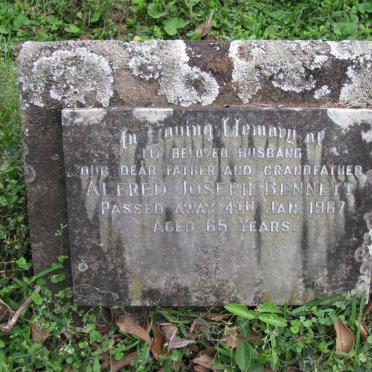 In Loving Memory of
My Beloved Husband
Our Dear Father and Grandfather
Alfred Joseph Bennett
Passed away 4th Jan. 1967
Aged 65 Years.